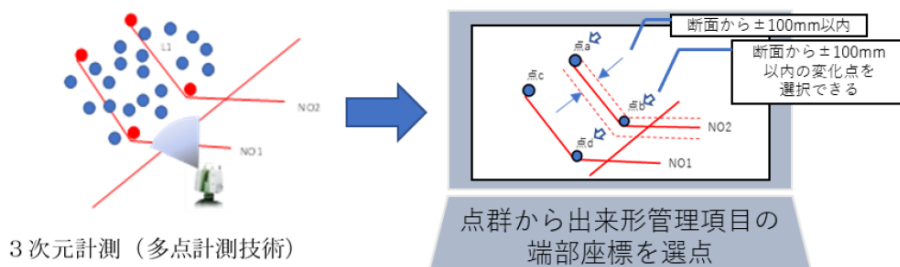 L1
NO2
NO1
3次元計測（多点計測技術）
断面から±100mm以内
断面から±100mm
以内の変化点を
選択できる
点a
点c
点b
点d
NO2
NO1
点群から出来形管理項目の
端部座標を選点